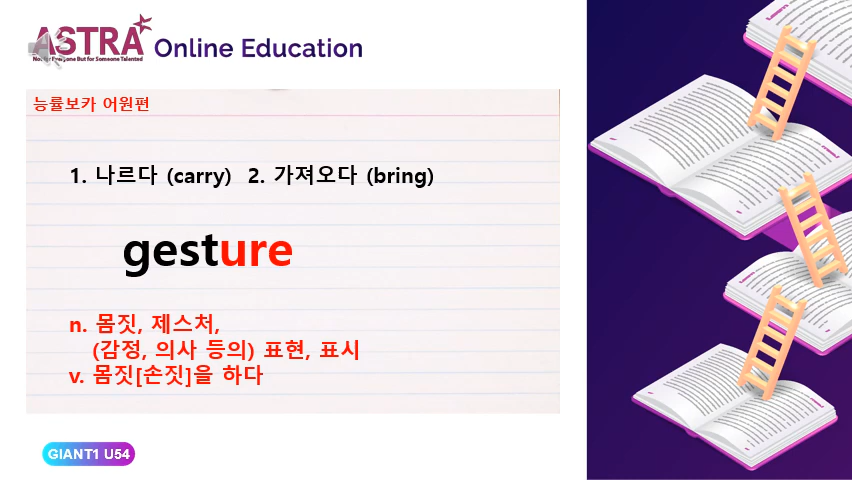 ASTRA
Not for Everyone But for Someone Talented
Online Education
능률보카 어원편
1. 나르다 (carry) 2. 가져오다 (bring)
gesture
n. 몸짓, 제스처,
(감정, 의사 등의) 표현, 표시
v. 몸짓[손짓]을 하다
GIANT1 U54